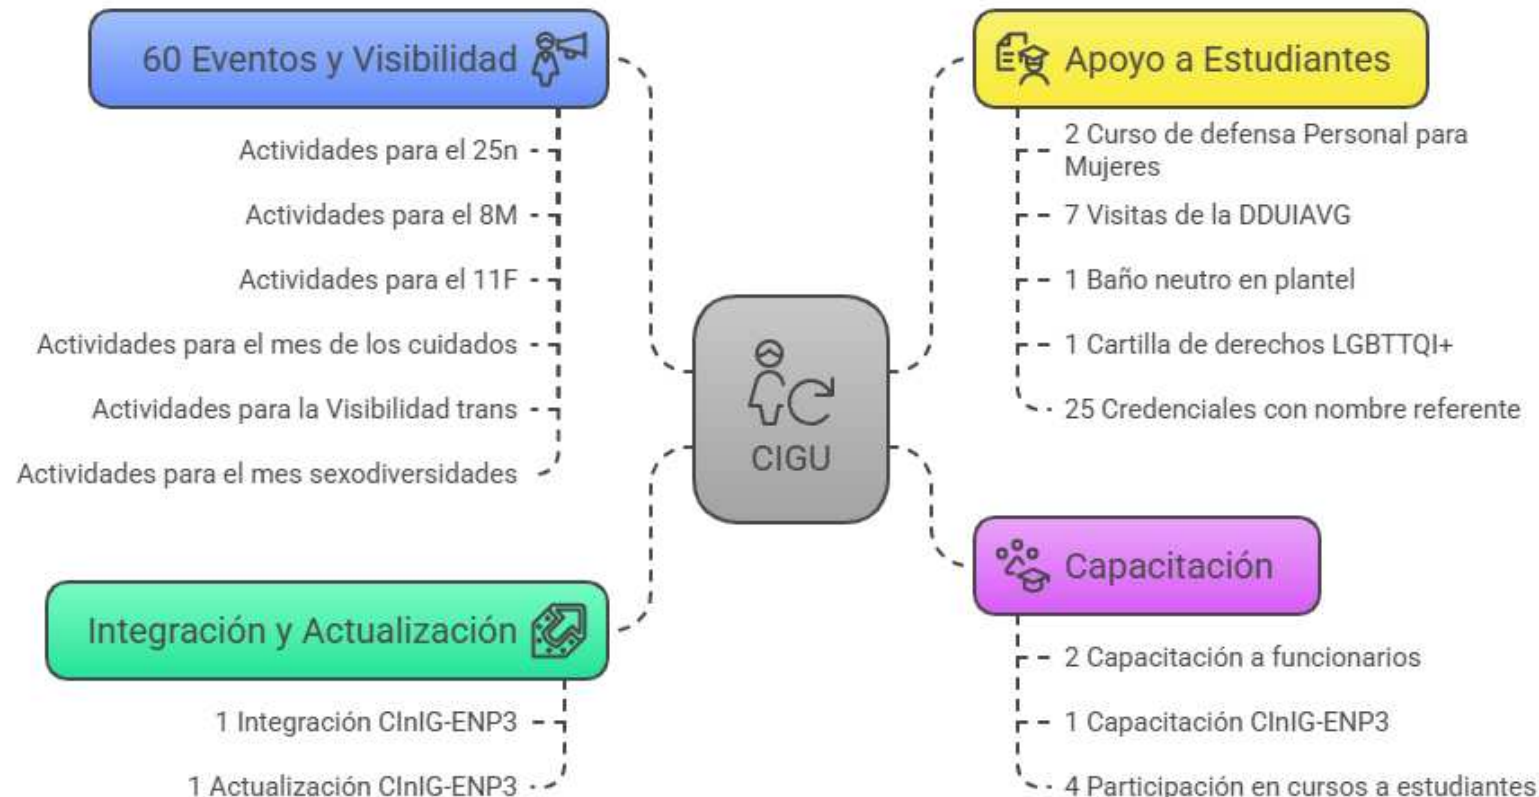 60 Eventos y Visibilidad
Actividades para el 25n
Actividades para el 8M
Actividades para el 11F
Actividades para el mes de los cuidados
Actividades para la Visibilidad trans
Actividades para el mes sexodiversidades
Integración y Actualización
1 Integración CInIG-ENP3
1 Actualización CInIG-ENP3
CIGU
Apoyo a Estudiantes
2 Curso de defensa Personal para
Mujeres
7 Visitas de la DDUIAVG
1 Baño neutro en plantel
1 Cartilla de derechos LGBTTQI+
25 Credenciales con nombre referente
Capacitación
2 Capacitación a funcionarios
1 Capacitación CInIG-ENP3
4 Participación en cursos a estudiantes